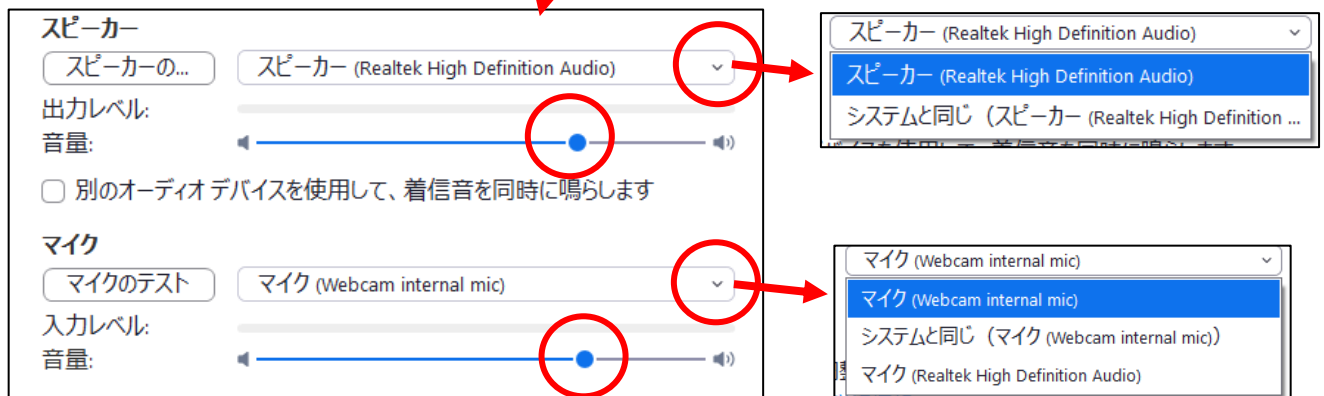 スピーカー
スピーカーの...
スピーカー (Realtek High Definition Audio)
出力レベル:
音量:
別のオーディオ デバイスを使用して、着信音を同時に鳴らします
マイク
マイクのテスト
マイク (Webcam internal mic)
入力レベル:
音量:
スピーカー (Realtek High Definition Audio)
スピーカー (Realtek High Definition Audio)
システムと同じ (スピーカー (Realtek High Definition ...
マイク (Webcam internal mic)
マイク (Webcam internal mic)
システムと同じ (マイク (Webcam internal mic))
マイク (Realtek High Definition Audio)